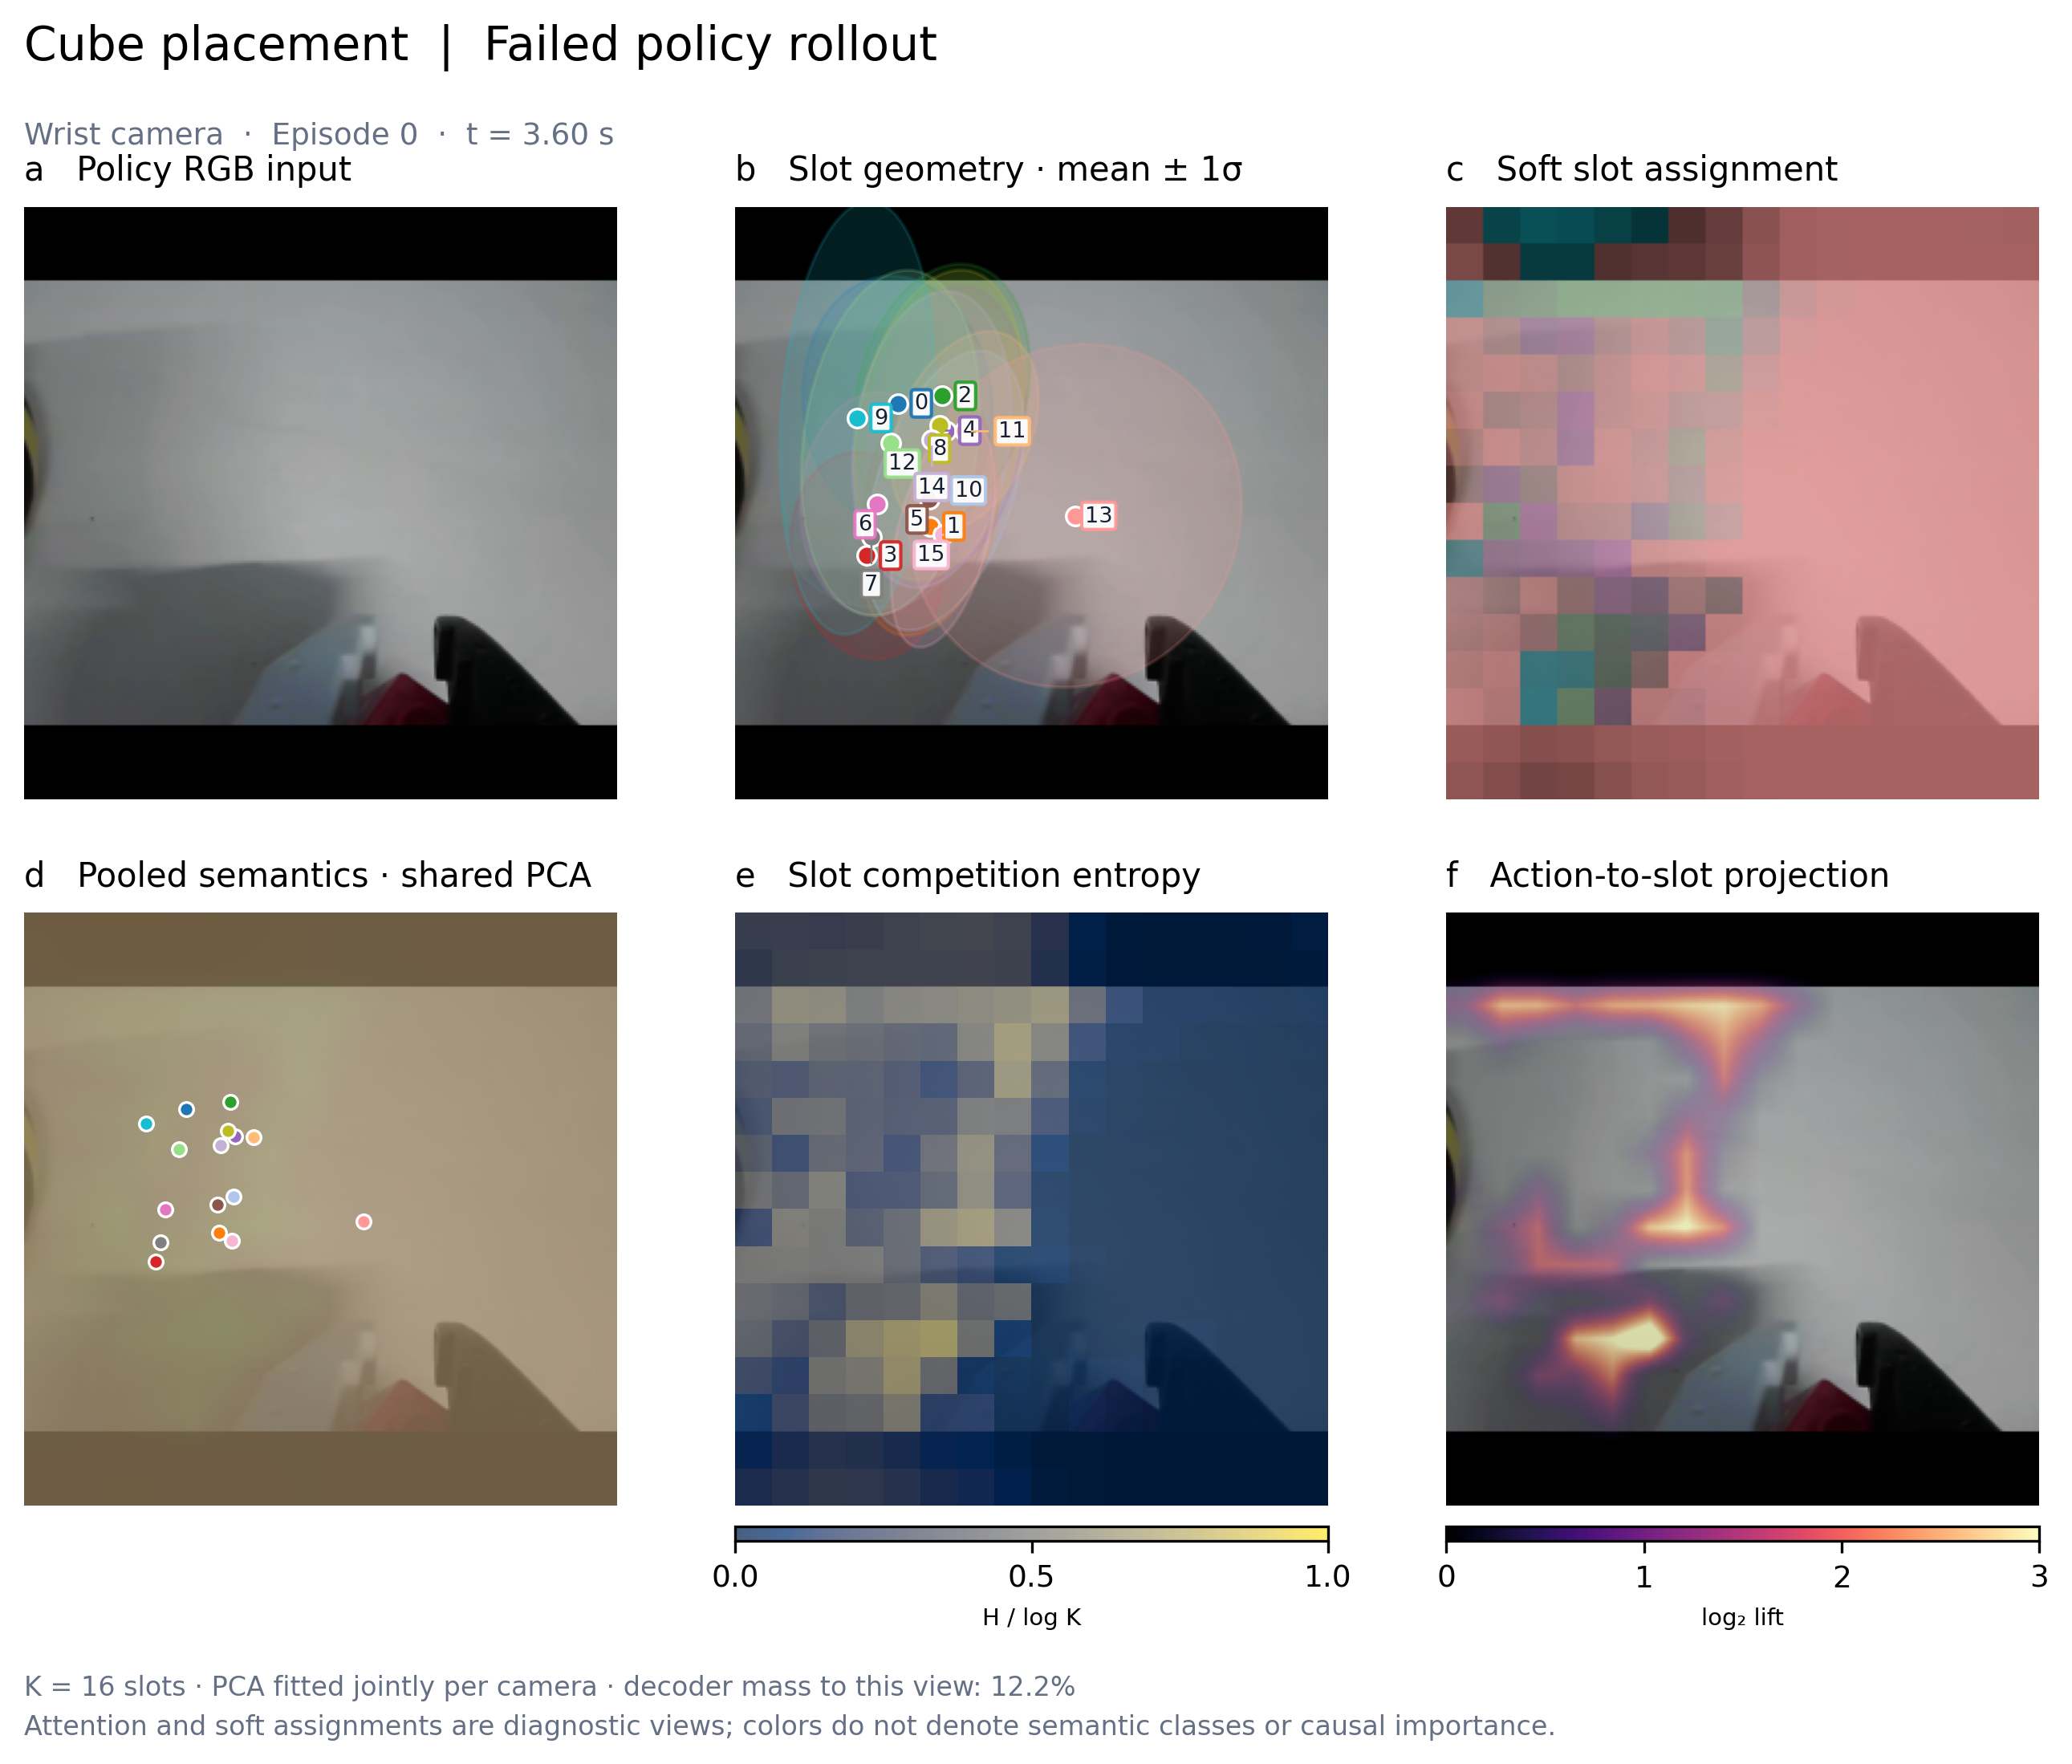 Cube placement | Failed policy rollout
Wrist camera · Episode 0 · t = 3.60 s
a Policy RGB input
b Slot geometry · mean ± 1σ
c Soft slot assignment
0
2
9
4
11
8
12
14
10
6
5
1
13
3
15
7
d Pooled semantics · shared PCA
e Slot competition entropy
f Action-to-slot projection
0.0 0.5 1.0
H / log K
0 1 2 3
log₂ lift
K = 16 slots · PCA fitted jointly per camera · decoder mass to this view: 12.2%
Attention and soft assignments are diagnostic views; colors do not denote semantic classes or causal importance.